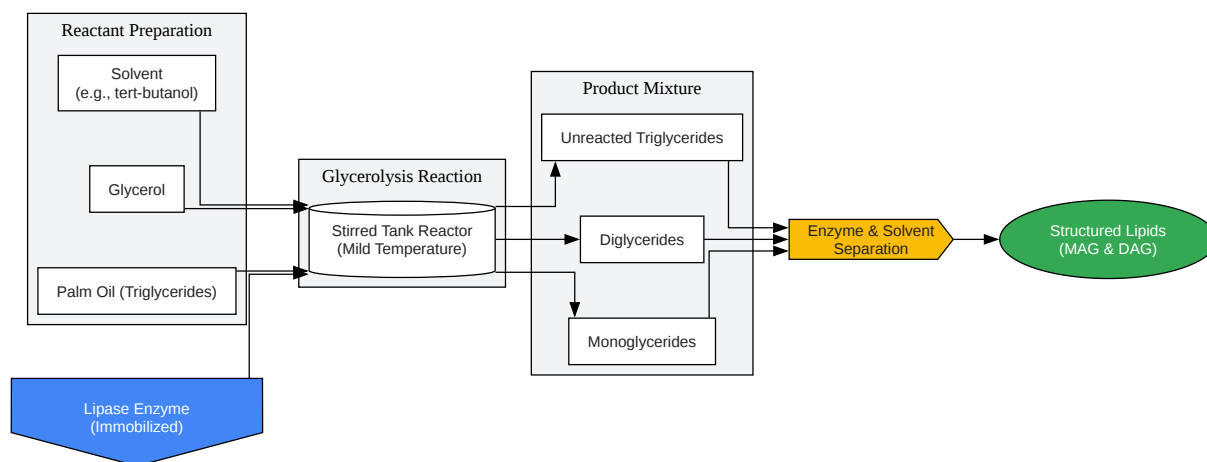 Reactant Preparation
Solvent
(e.g., tert-butanol)
Glycerol
Palm Oil (Triglycerides)
Lipase Enzyme
(Immobilized)
Glycerolysis Reaction
Stirred Tank Reactor
(Mild Temperature)
Product Mixture
Unreacted Triglycerides
Diglycerides
Monoglycerides
Enzyme & Solvent
Separation
Structured Lipids
(MAG & DAG)